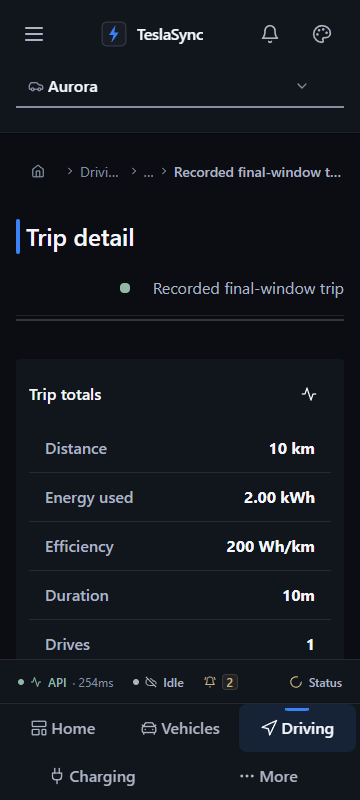 TeslaSync
Aurora
Drivi... ... Recorded final-window t...
Trip detail
Recorded final-window trip
Trip totals
Distance 10 km
Energy used 2.00 kWh
Efficiency 200 Wh/km
Duration 10m
Drives 1
API · 254ms Idle 2 Status
Home Vehicles Driving
Charging More